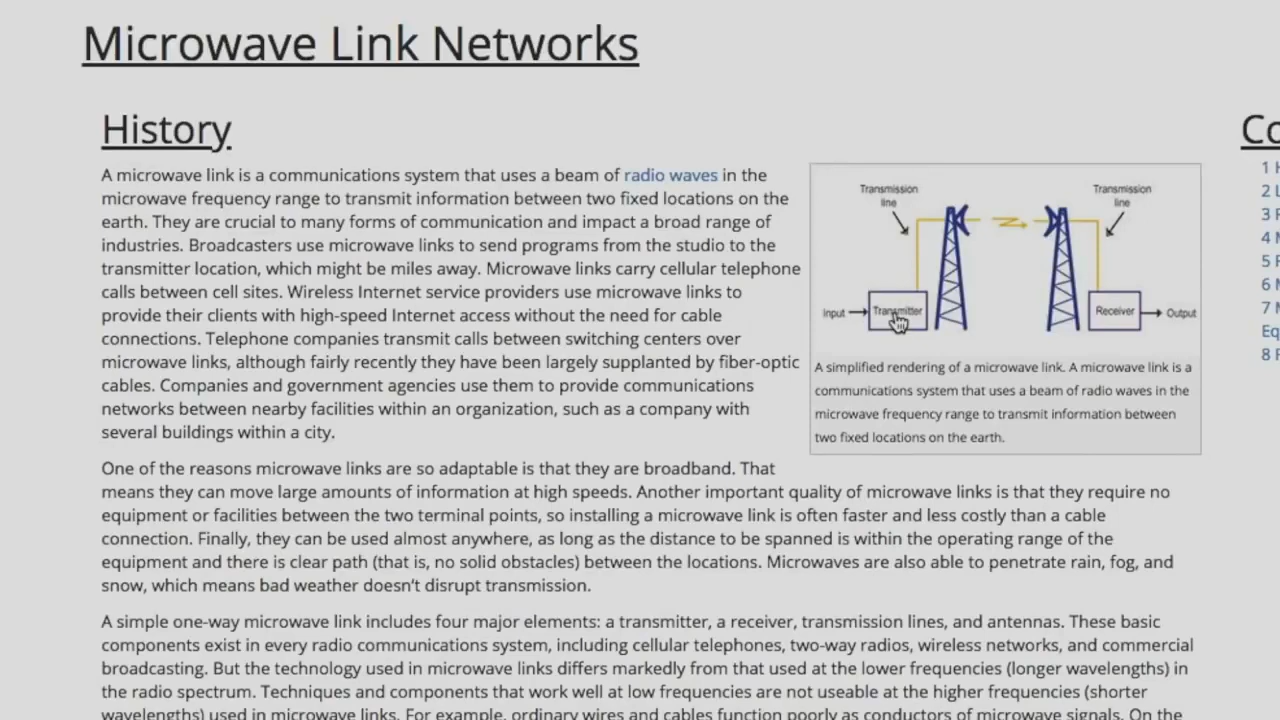 Microwave Link Networks
History
A microwave link is a communications system that uses a beam of radio waves in the
microwave frequency range to transmit information between two fixed locations on the
earth. They are crucial to many forms of communication and impact a broad range of
industries. Broadcasters use microwave links to send programs from the studio to the
transmitter location, which might be miles away. Microwave links carry cellular telephone
calls between cell sites. Wireless Internet service providers use microwave links to
provide their clients with high-speed Internet access without the need for cable
connections. Telephone companies transmit calls between switching centers over
microwave links, although fairly recently they have been largely supplanted by fiber-optic
cables. Companies and government agencies use them to provide communications
networks between nearby facilities within an organization, such as a company with
several buildings within a city.
Transmission
line
Transmission
line
Input
Transmitter
Receiver
Output
A simplified rendering of a microwave link. A microwave link is a
communications system that uses a beam of radio waves in the
microwave frequency range to transmit information between
two fixed locations on the earth.
One of the reasons microwave links are so adaptable is that they are broadband. That
means they can move large amounts of information at high speeds. Another important quality of microwave links is that they require no
equipment or facilities between the two terminal points, so installing a microwave link is often faster and less costly than a cable
connection. Finally, they can be used almost anywhere, as long as the distance to be spanned is within the operating range of the
equipment and there is clear path (that is, no solid obstacles) between the locations. Microwaves are also able to penetrate rain, fog, and
snow, which means bad weather doesn't disrupt transmission.
A simple one-way microwave link includes four major elements: a transmitter, a receiver, transmission lines, and antennas. These basic
components exist in every radio communications system, including cellular telephones, two-way radios, wireless networks, and commercial
broadcasting. But the technology used in microwave links differs markedly from that used at the lower frequencies (longer wavelengths) in
the radio spectrum. Techniques and components that work well at low frequencies are not useable at the higher frequencies (shorter
wavelengths) used in microwave links. For example, ordinary wires and cables function poorly as conductors of microwave signals. On the
Co
1
2
3
4
5
6
7
Eq
8